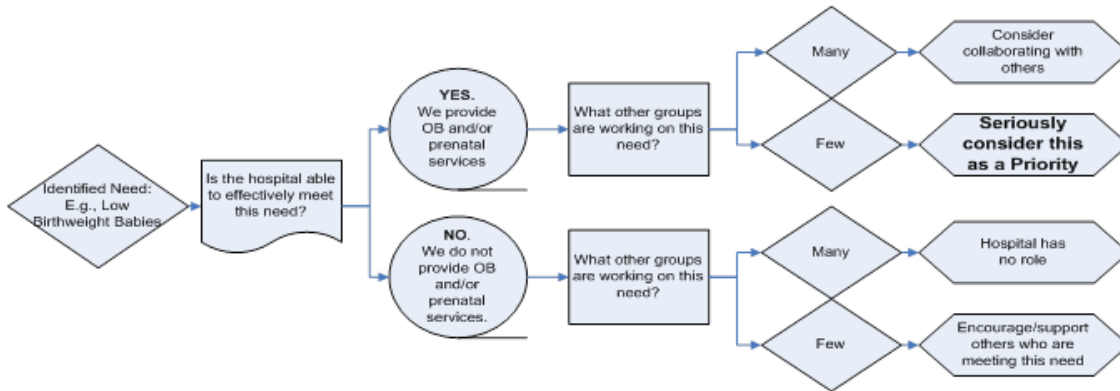 Identified Need:
E.g., Low
Birthweight Babies
Is the hospital able
to effectively meet
this need?
YES.
We provide
OB and/or
prenatal
services
What other groups
are working on this
need?
Many
Consider
collaborating with
others
Few
Seriously
consider this
as a Priority
NO.
We do not
provide OB
and/or
prenatal
services.
What other groups
are working on this
need?
Many
Hospital has
no role
Few
Encourage/support
others who are
meeting this need